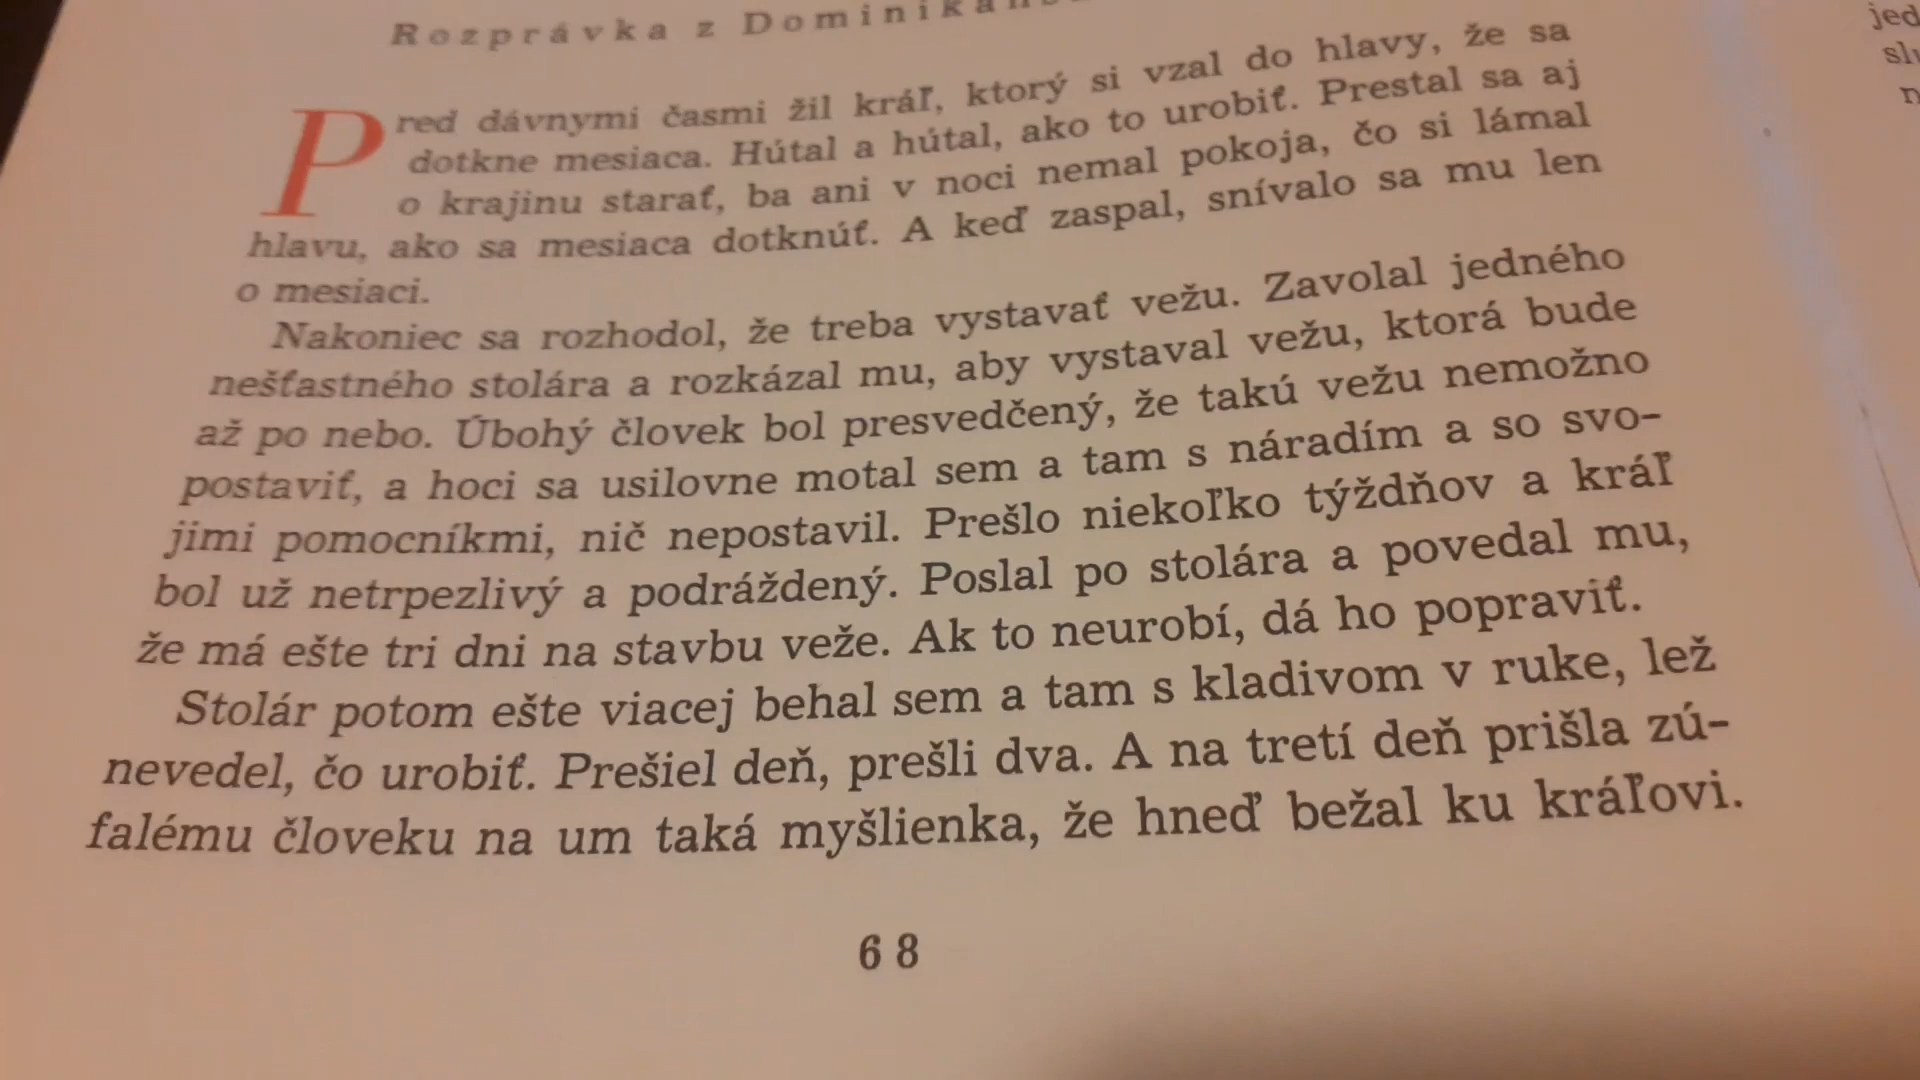 Rozprávka z
Pred dávnymi časmi žil kráľ, ktorý si vzal do hlavy, že sa
dotkne mesiaca. Hútal a hútal, ako to urobiť. Prestal sa aj
o krajinu starať, ba ani v noci nemal pokoja, čo si lámal
hlavu, ako sa mesiaca dotknúť. A keď zaspal, snívalo sa mu len
o mesiaci.
Nakoniec sa rozhodol, že treba vystavať vežu. Zavolal jedného
nešťastného stolára a rozkázal mu, aby vystaval vežu, ktorá bude
až po nebo. Úbohý človek bol presvedčený, že takú vežu nemožno
postaviť, a hoci sa usilovne motal sem a tam s náradím a so svo-
jimi pomocníkmi, nič nepostavil. Prešlo niekoľko týždňov a kráľ
bol už netrpezlivý a podráždený. Poslal po stolára a povedal mu,
že má ešte tri dni na stavbu veže. Ak to neurobí, dá ho popraviť.
Stolár potom ešte viacej behal sem a tam s kladivom v ruke, lež
nevedel, čo urobiť. Prešiel deň, prešli dva. A na tretí deň prišla zú-
falému človeku na um taká myšlienka, že hneď bežal ku kráľovi.
68